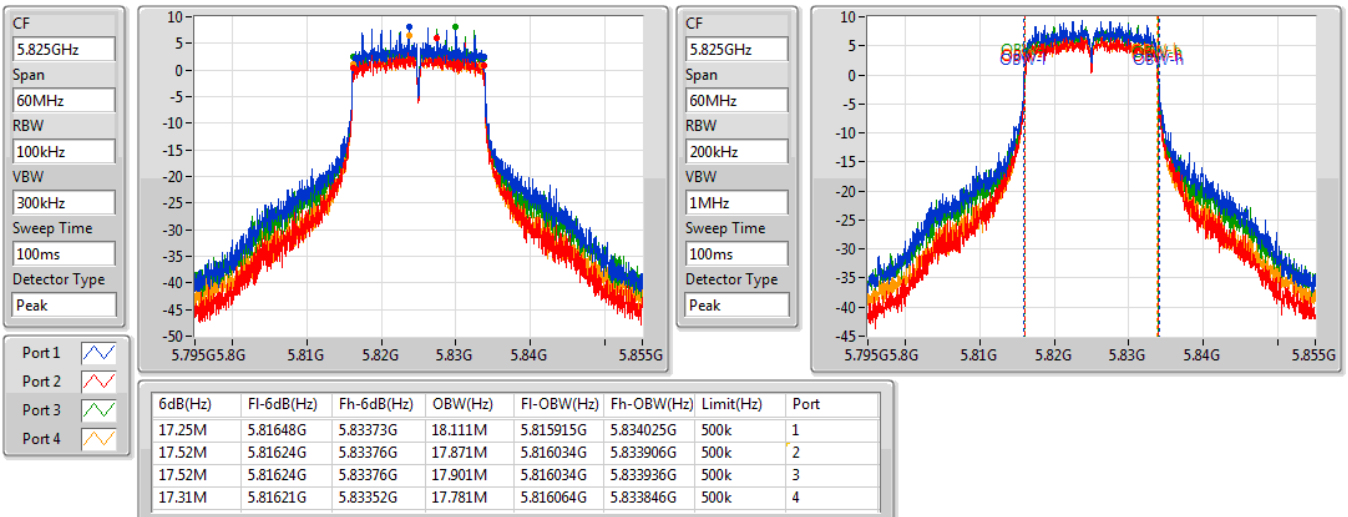 CF
5.825GHz
Span
60MHz
RBW
100kHz
VBW
300kHz
Sweep Time
100ms
Detector Type
Peak
10
5
0
-5
-10
-15
-20
-25
-30
-35
-40
-45
-50
5.795G 5.8G 5.81G 5.82G 5.83G 5.84G 5.855G
CF
5.825GHz
Span
60MHz
RBW
200kHz
VBW
1MHz
Sweep Time
100ms
Detector Type
Peak
10
5
0
-5
-10
-15
-20
-25
-30
-35
-40
-45
OBW-l OBW-h
5.795G 5.8G 5.81G 5.82G 5.83G 5.84G 5.855G
Port 1
Port 2
Port 3
Port 4
6dB(Hz) Fl-6dB(Hz) Fh-6dB(Hz) OBW(Hz) Fl-OBW(Hz) Fh-OBW(Hz) Limit(Hz) Port
17.25M 5.81648G 5.83373G 18.111M 5.815915G 5.834025G 500k 1
17.52M 5.81624G 5.83376G 17.871M 5.816034G 5.833906G 500k 2
17.52M 5.81624G 5.83376G 17.901M 5.816034G 5.833936G 500k 3
17.31M 5.81621G 5.83352G 17.781M 5.816064G 5.833846G 500k 4